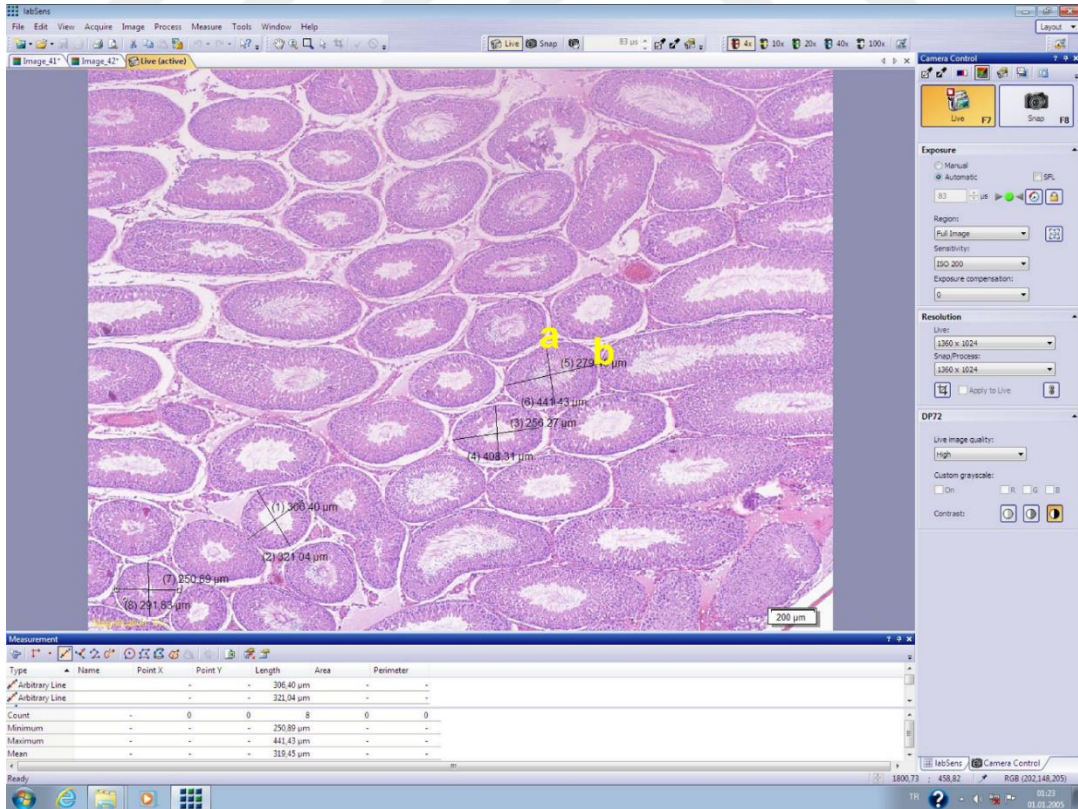 labSens
File Edit View Acquire Image Process Measure Tools Window Help
Layout
Live Snap 83 µs 4x 10x 20x 40x 100x
Image_41* Image_42* Live (active)
Camera Control
Live F7 Snap F8
Exposure
Manual
Automatic SFL
83 µs
Region:
Full Image
Sensitivity:
ISO 200
Exposure compensation:
0
Resolution
Live:
1360 x 1024
Snap/Process:
1360 x 1024
Apply to Live
DP72
Live image quality:
High
Custom grayscale:
On R G B
Contrast:
a
b
(5) 279, µm
(6) 441,43 µm
(3) 256,27 µm
(4) 408,31 µm
(1) 306,40 µm
(2) 321,04 µm
(7) 250,89 µm
(8) 291,83 µm
200 µm
Measurement
Type Name Point X Point Y Length Area Perimeter
Arbitrary Line - - 306,40 µm - -
Arbitrary Line - - 321,04 µm - -
Count - 0 0 8 0 0
Minimum - - 250,89 µm - -
Maximum - - 441,43 µm - -
Mean - - 319,45 µm - -
labSens Camera Control
Ready 1800,73 : 458,82 RGB (202,148,205)
TR 01:23
01.01.2005